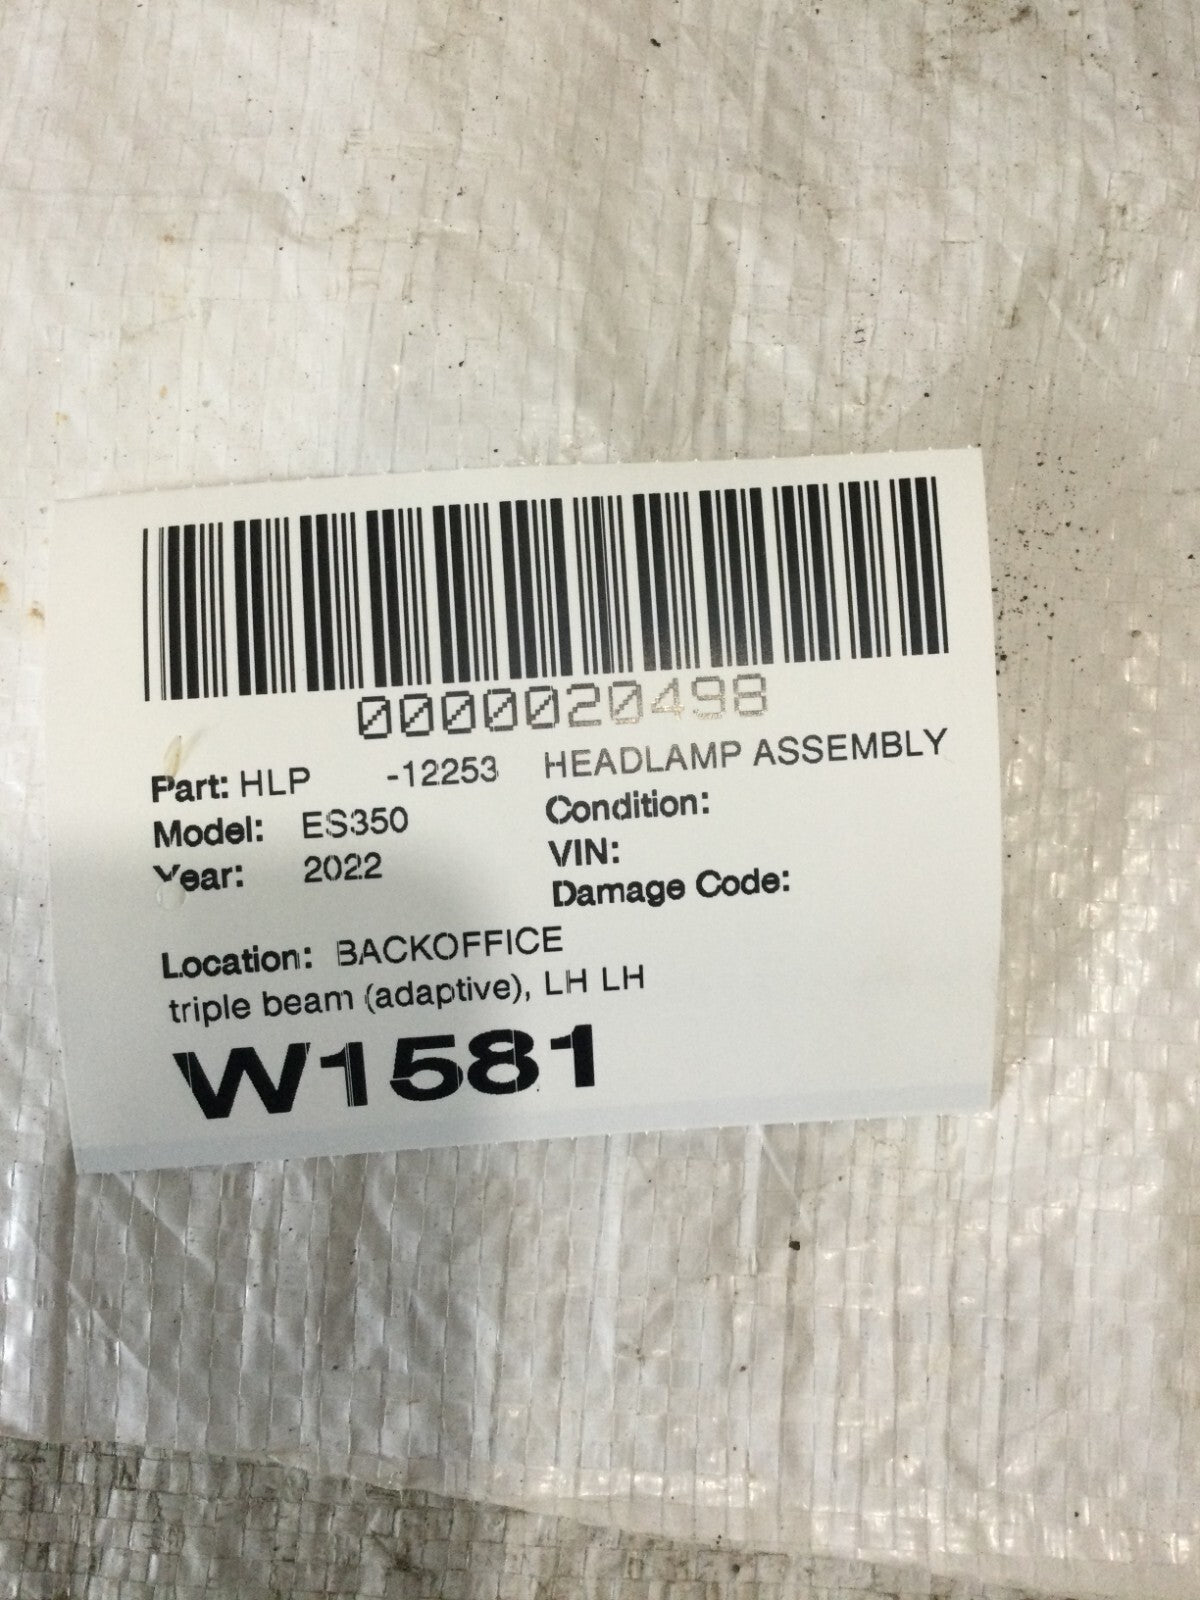 0000020498
Part: HLP -12253 HEADLAMP ASSEMBLY
Model: ES350 Condition:
Year: 2022 VIN:
Damage Code:
Location: BACKOFFICE
triple beam (adaptive), LH LH
W1581